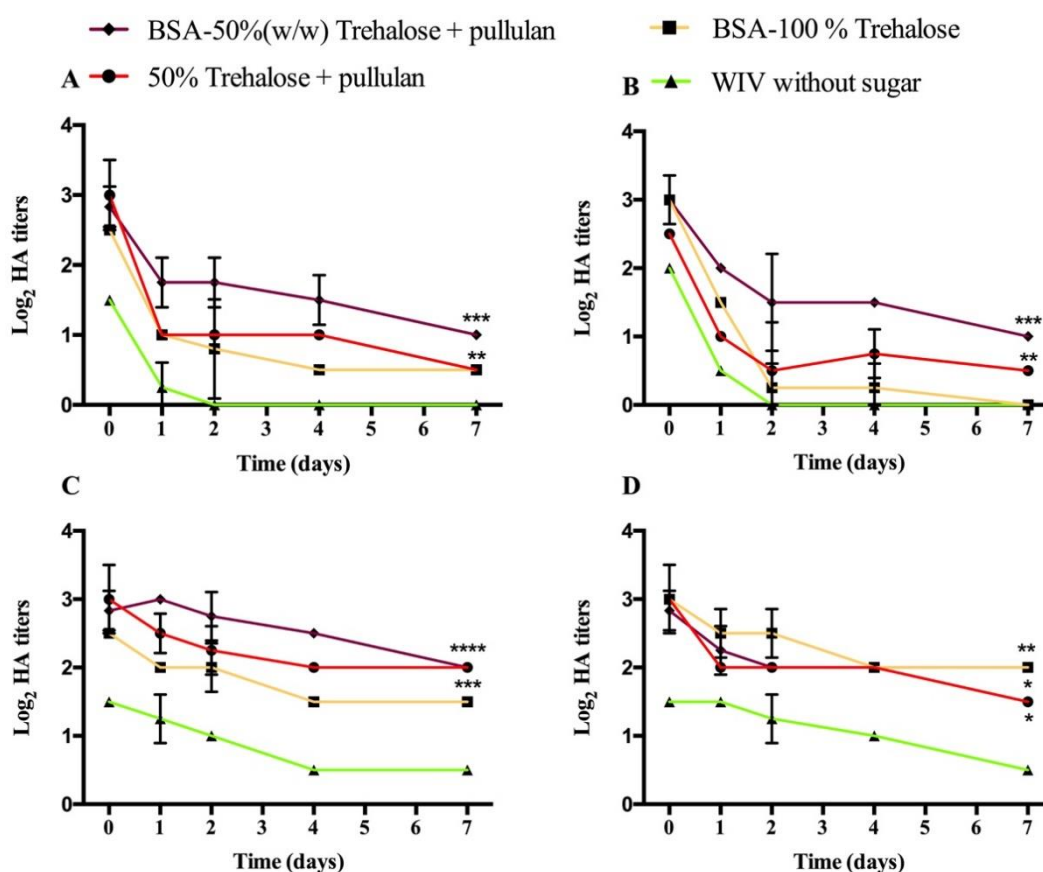 BSA-50%(w/w) Trehalose + pullulan
BSA-100 % Trehalose
50% Trehalose + pullulan
WIV without sugar
A
4
3
2
1
0
Log2 HA titers
***
**
0 1 2 3 4 5 6 7
Time (days)
B
4
3
2
1
0
Log2 HA titers
***
**
0 1 2 3 4 5 6 7
Time (days)
C
4
3
2
1
0
Log2 HA titers
****
***
0 1 2 3 4 5 6 7
Time (days)
D
4
3
2
1
0
Log2 HA titers
**
*
*
0 1 2 3 4 5 6 7
Time (days)